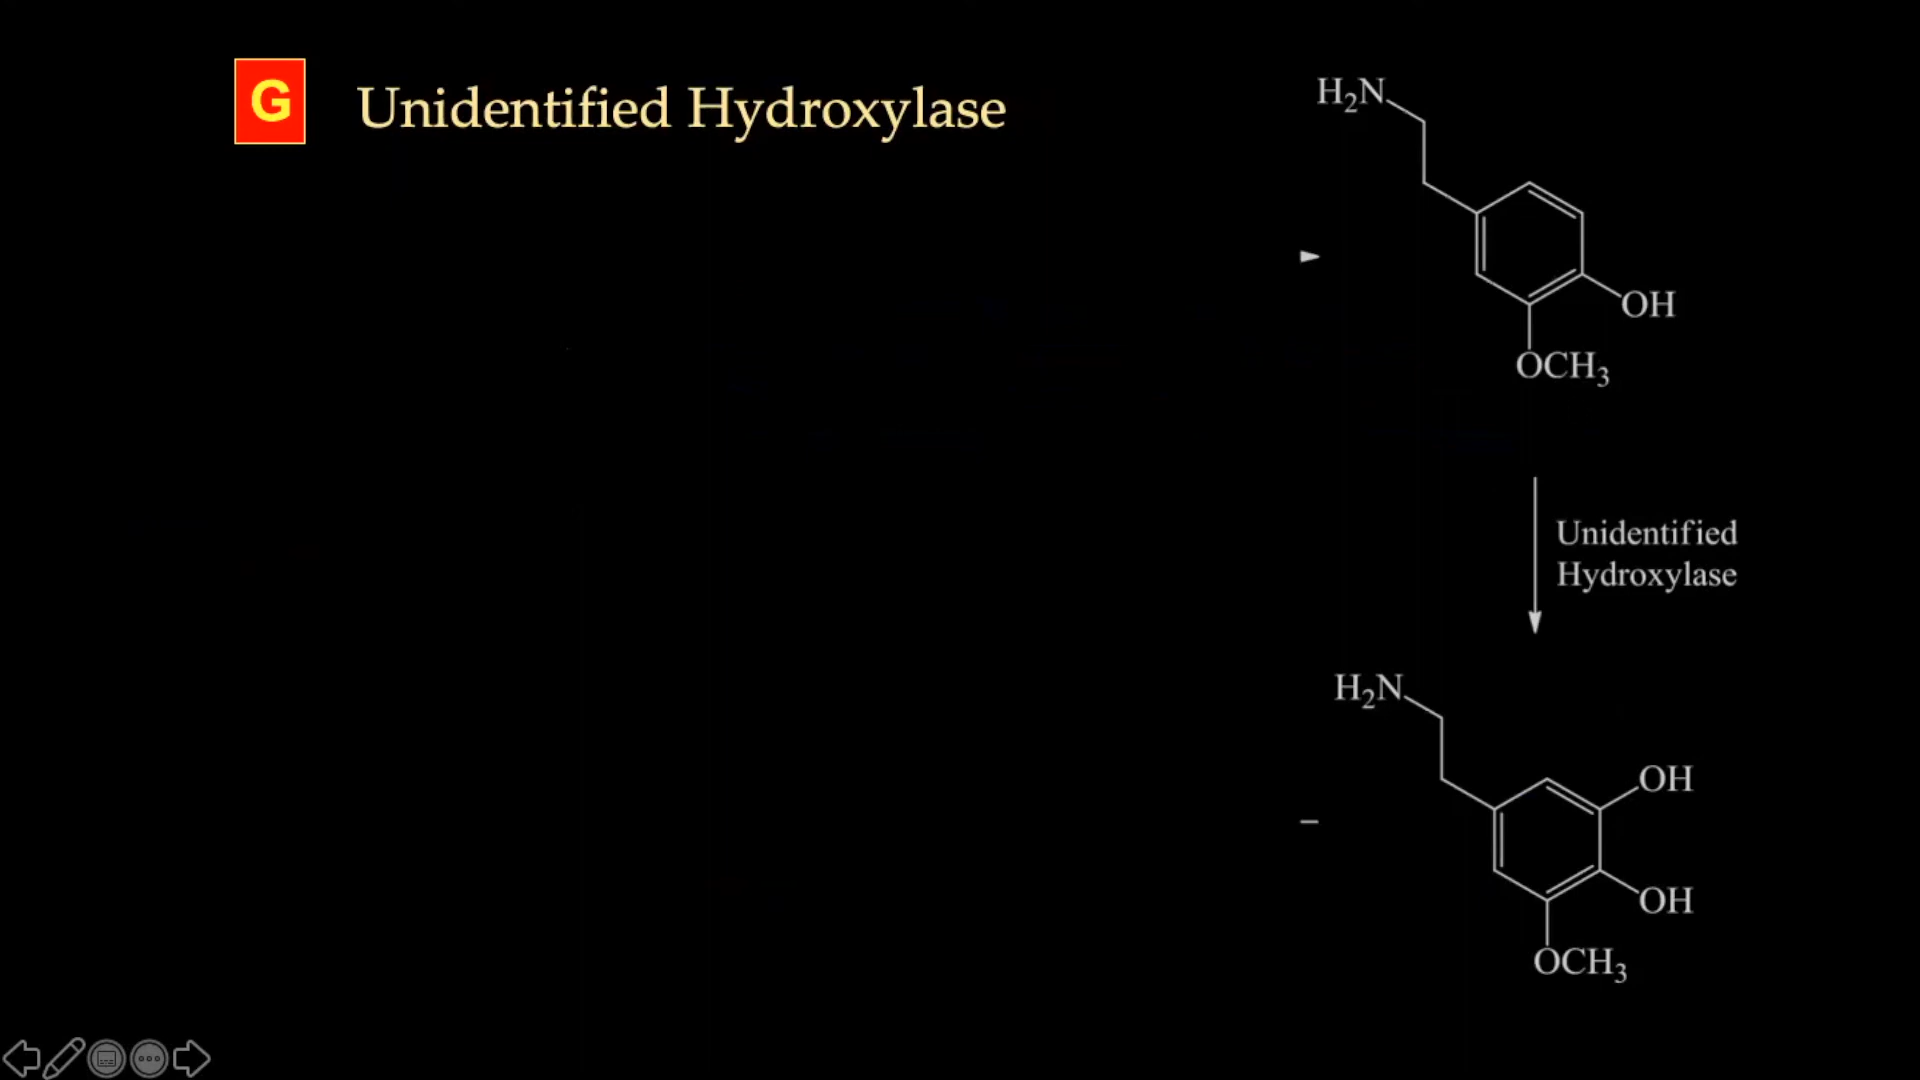 G
Unidentified Hydroxylase
H₂N
OH
OCH₃
Unidentified
Hydroxylase
H₂N
OH
OH
OCH₃